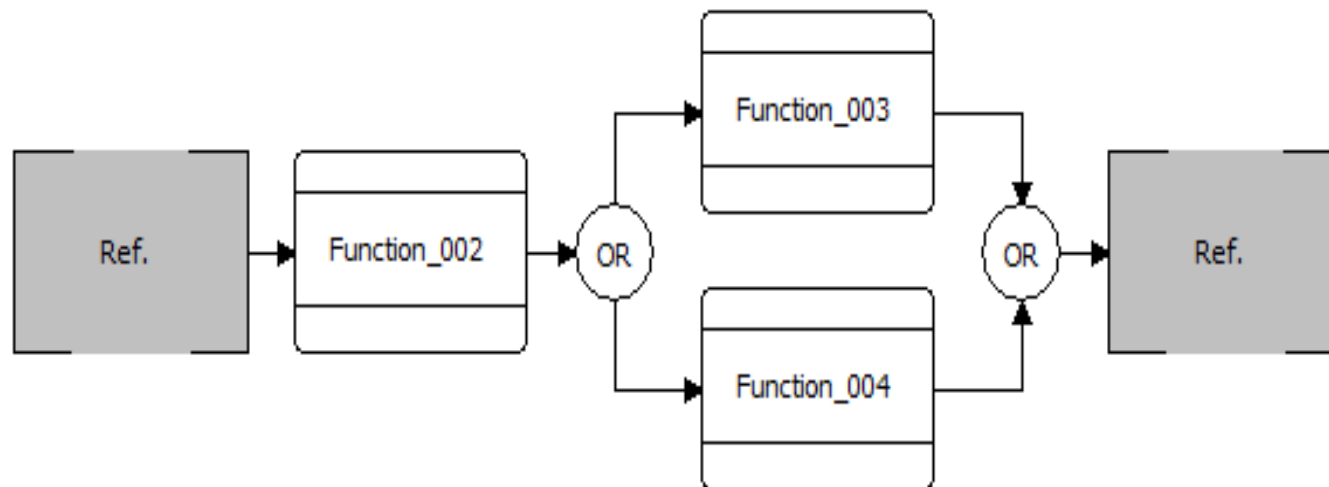 Ref.
Function_002
OR
Function_003
Function_004
OR
Ref.